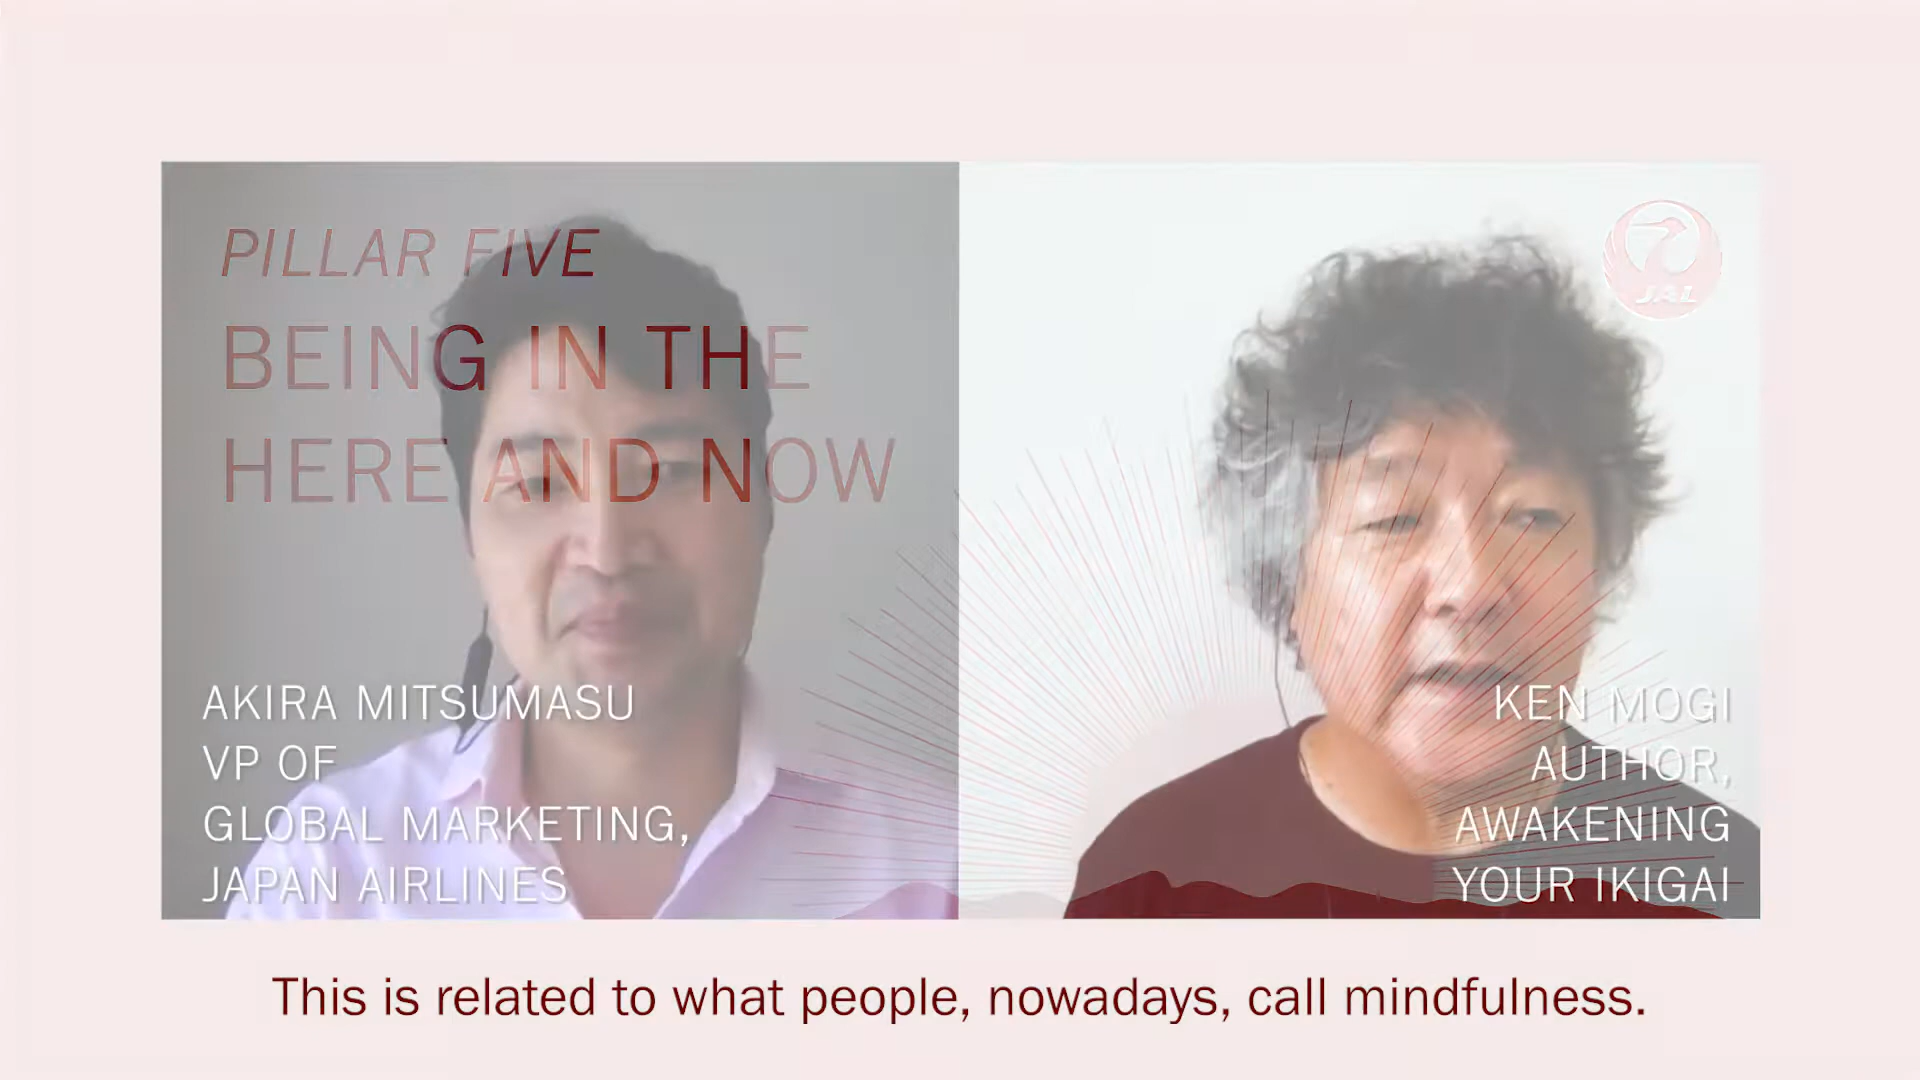 PILLAR FIVE
BEING IN THE
HERE AND NOW
JAL
AKIRA MITSUMASU
VP OF
GLOBAL MARKETING,
JAPAN AIRLINES
KEN MOGI
AUTHOR,
AWAKENING
YOUR IKIGAI
This is related to what people, nowadays, call mindfulness.